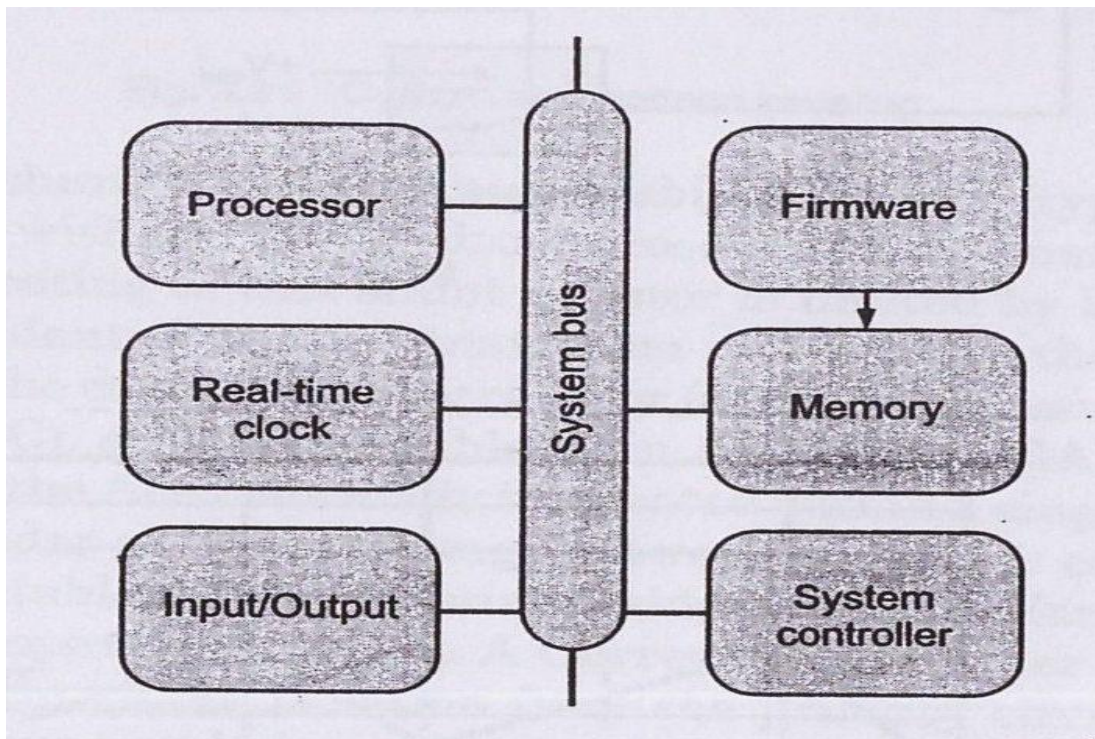 Processor
Firmware
System bus
Real-time
clock
Memory
Input/Output
System
controller